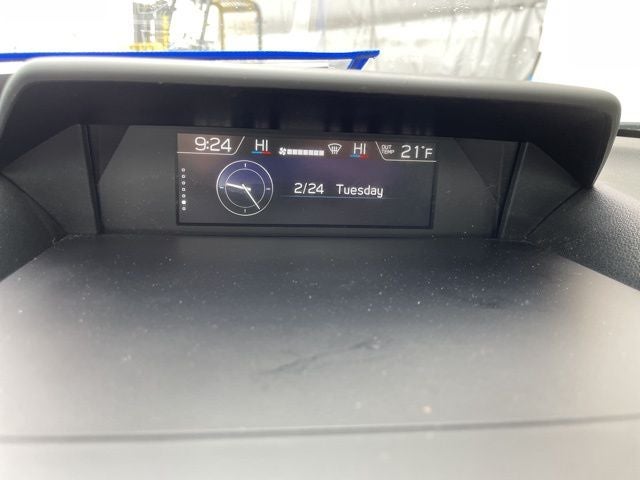 9:24 HI HI OUT TEMP 21°F
2/24 Tuesday